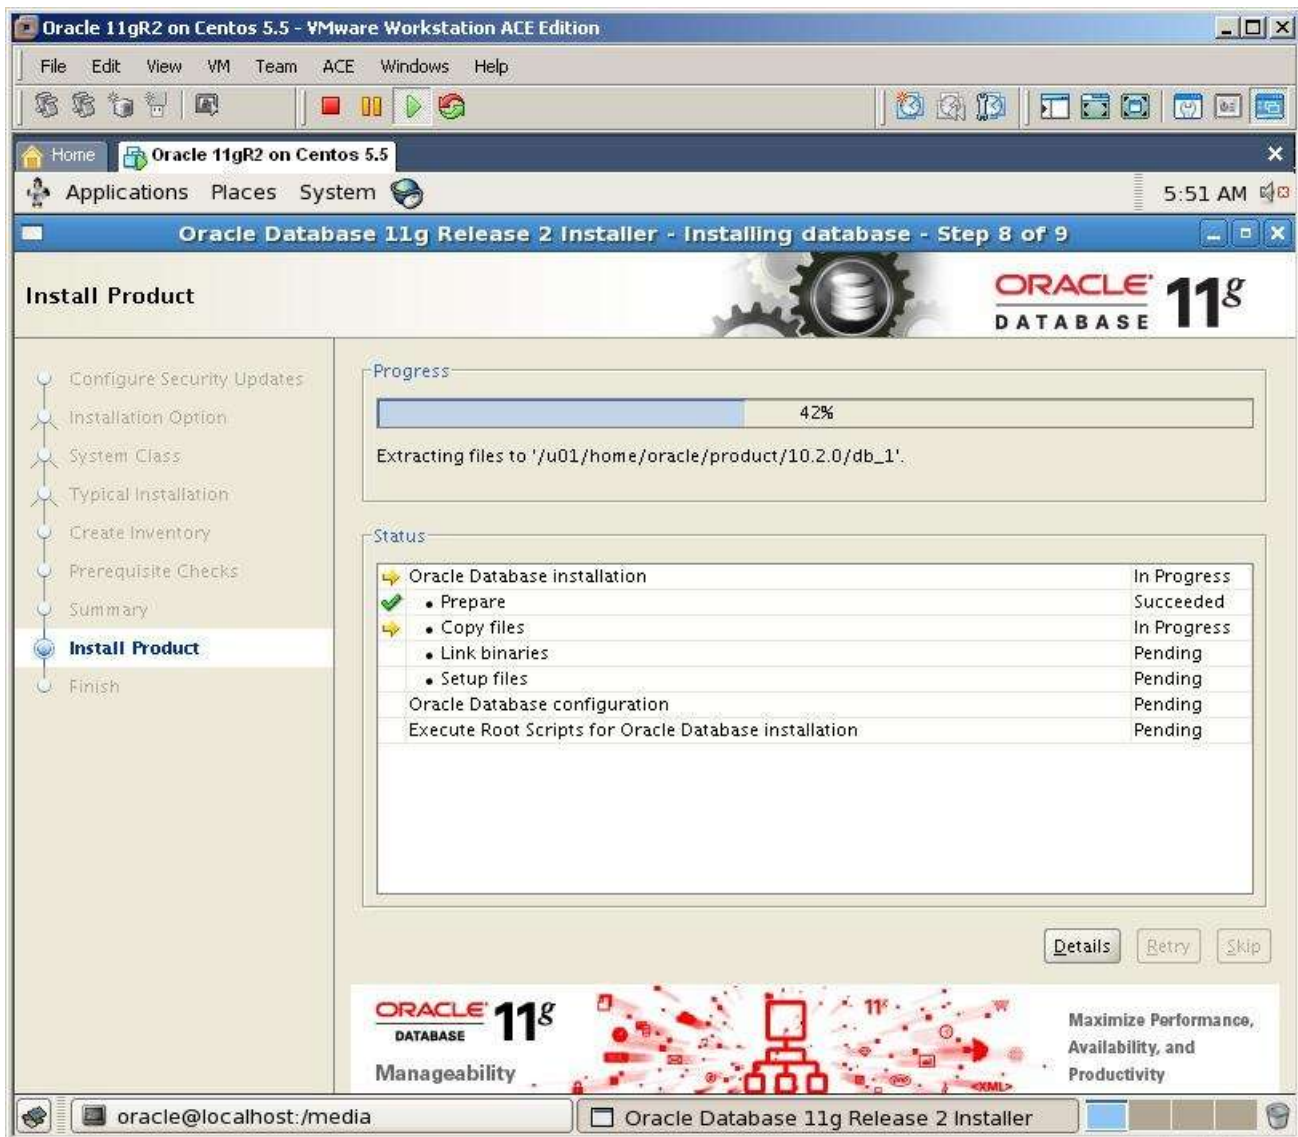 Oracle 11gR2 on Centos 5.5 - VMware Workstation ACE Edition
File Edit View VM Team ACE Windows Help
Home Oracle 11gR2 on Centos 5.5
Applications Places System 5:51 AM
Oracle Database 11g Release 2 Installer - Installing database - Step 8 of 9
Install Product
ORACLE DATABASE 11g
Configure Security Updates
Installation Option
System Class
Typical Installation
Create Inventory
Prerequisite Checks
Summary
Install Product
Finish
Progress
42%
Extracting files to '/u01/home/oracle/product/10.2.0/db_1'.
Status
Oracle Database installation In Progress
• Prepare Succeeded
• Copy files In Progress
• Link binaries Pending
• Setup files Pending
Oracle Database configuration Pending
Execute Root Scripts for Oracle Database installation Pending
Details Retry Skip
ORACLE DATABASE 11g
Manageability
11g
<XML>
Maximize Performance,
Availability, and
Productivity
oracle@localhost:/media
Oracle Database 11g Release 2 Installer